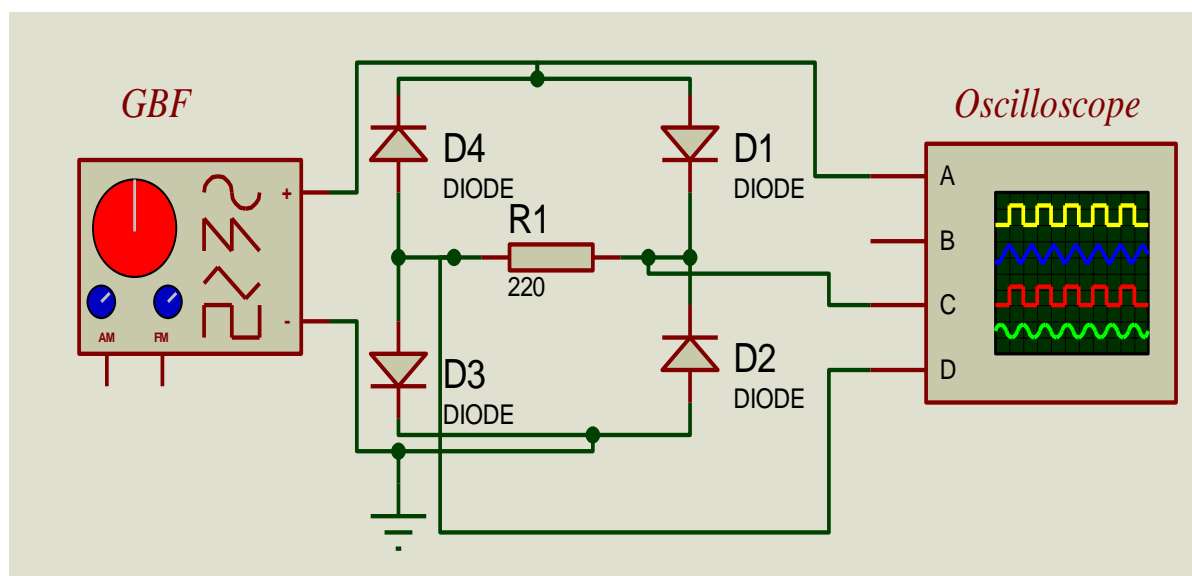 GBF
Oscilloscope
+
-
AM FM
D4
DIODE
D1
DIODE
R1
220
D3
DIODE
D2
DIODE
A
B
C
D